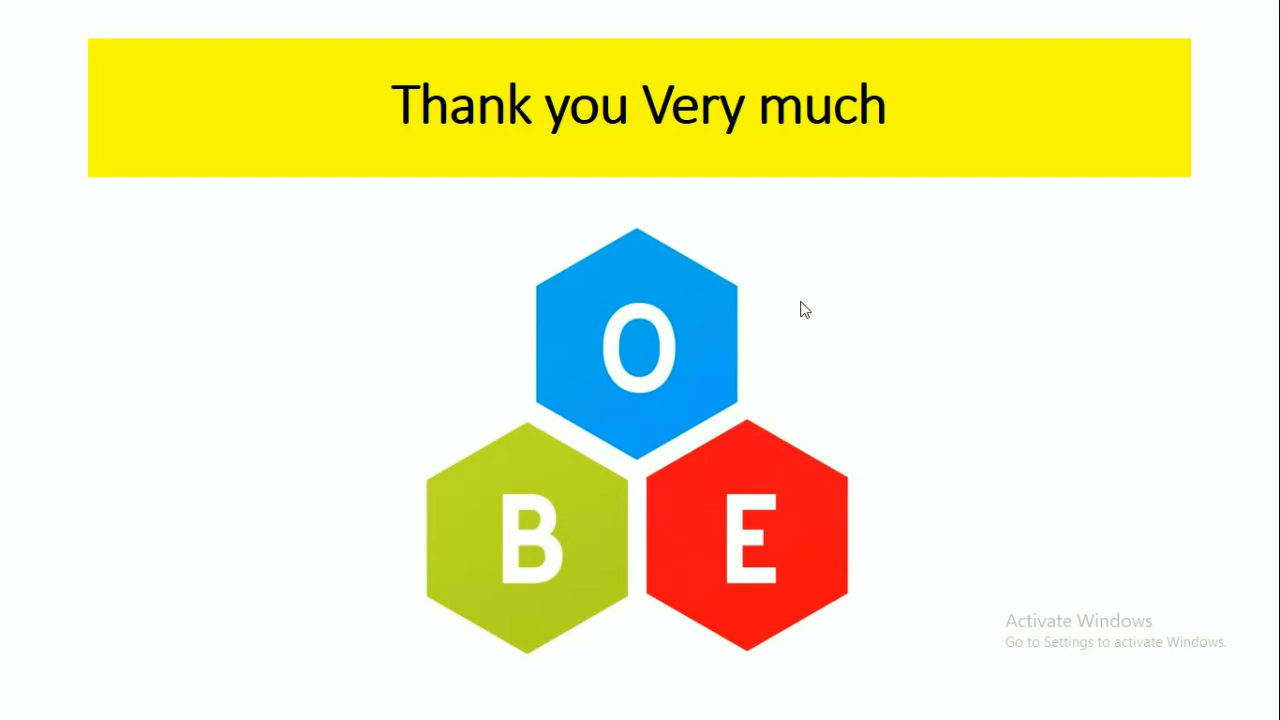 Thank you Very much
O
B E
Activate Windows
Go to Settings to activate Windows.